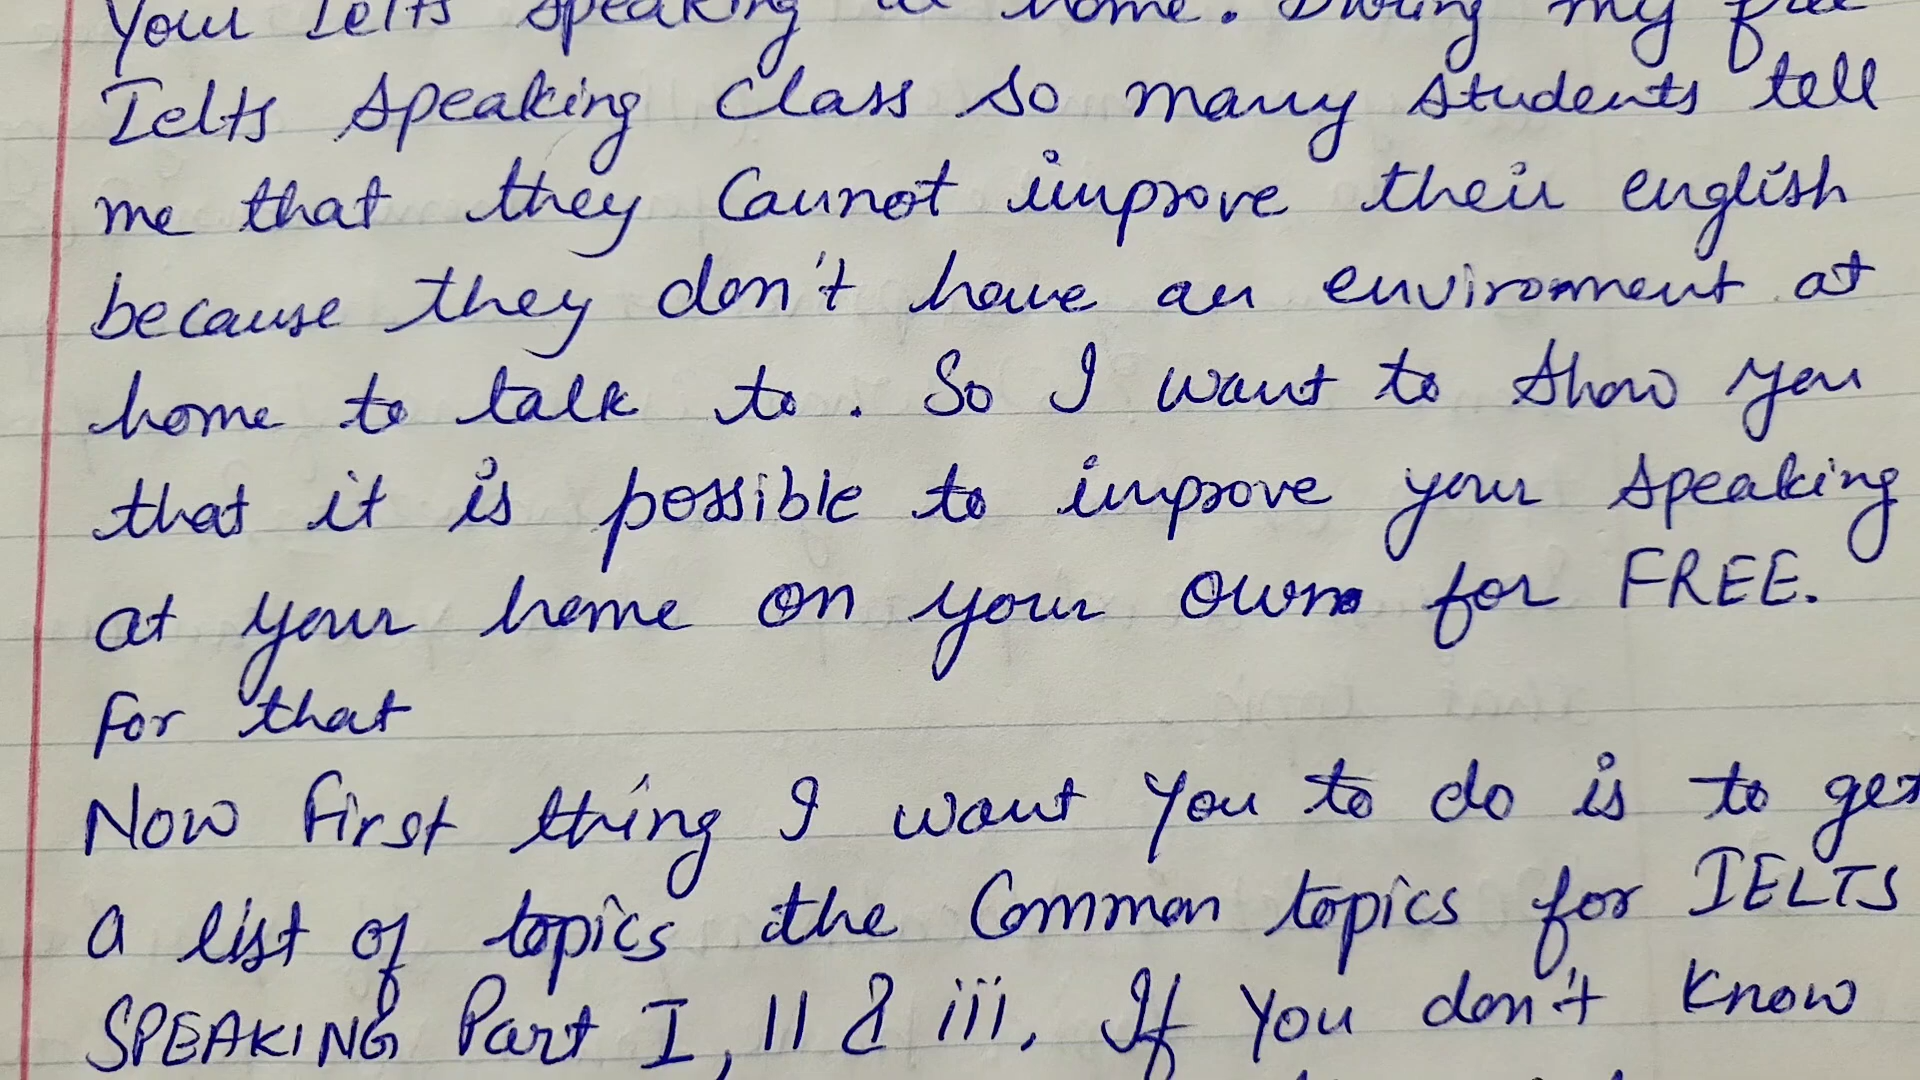 your Ielts speaking at home. During my free
Ielts speaking class so many students tell
me that they cannot improve their english
because they don't have an environment at
home to talk to. So I want to show you
that it is possible to improve your speaking
at your home on your own for FREE.
For that
Now first thing I want you to do is to get
a list of topics the common topics for IELTS
SPEAKING Part I, II & iii. If you don't know